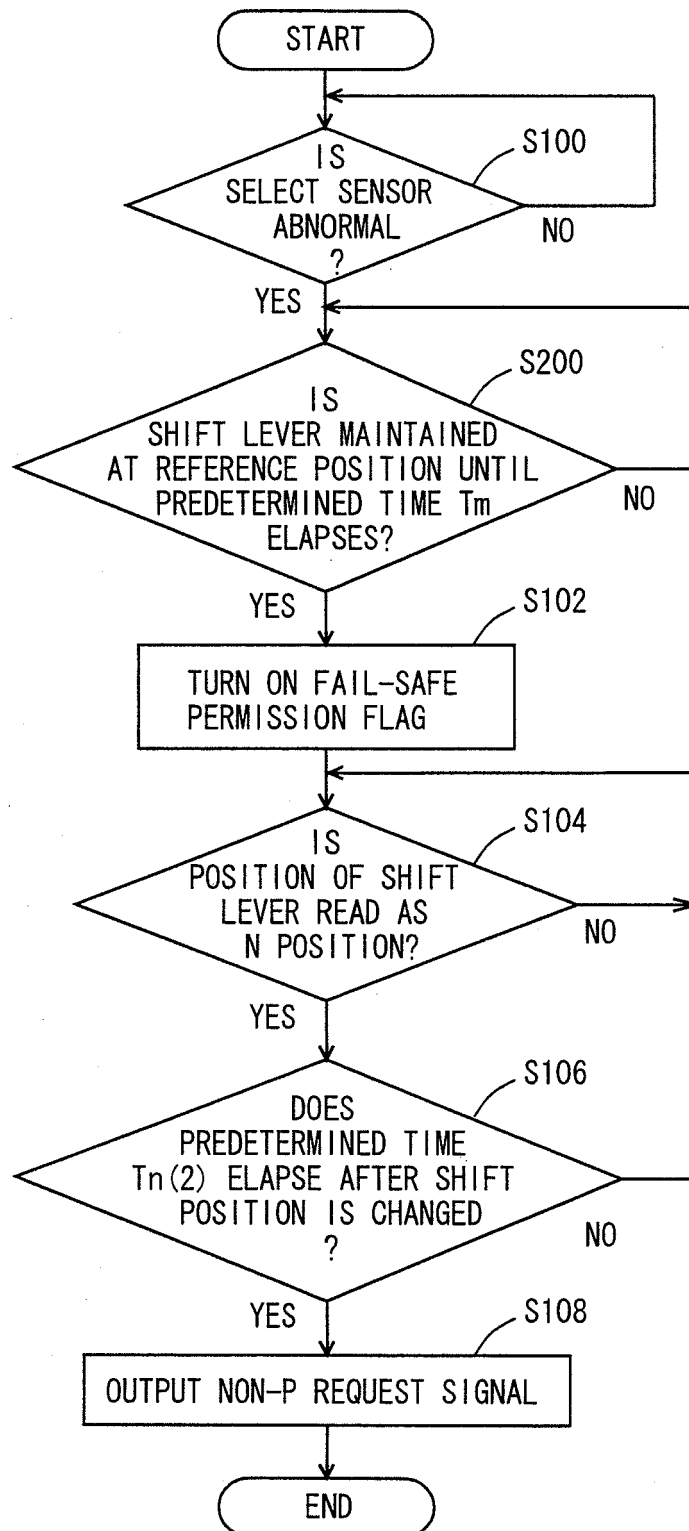 START
IS
SELECT SENSOR
ABNORMAL
?
S100
NO
YES
S200
IS
SHIFT LEVER MAINTAINED
AT REFERENCE POSITION UNTIL
PREDETERMINED TIME Tm
ELAPSES?
NO
YES
S102
TURN ON FAIL-SAFE
PERMISSION FLAG
S104
IS
POSITION OF SHIFT
LEVER READ AS
N POSITION?
NO
YES
S106
DOES
PREDETERMINED TIME
Tn(2) ELAPSE AFTER SHIFT
POSITION IS CHANGED
?
NO
YES
S108
OUTPUT NON-P REQUEST SIGNAL
END